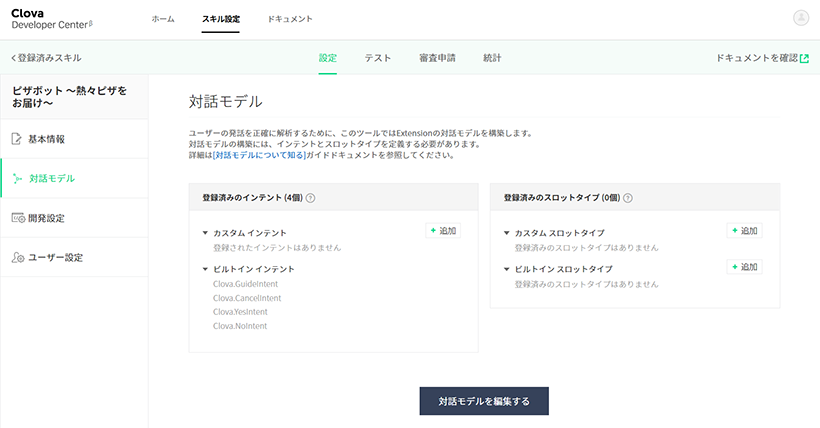 Clova
Developer Center β
ホーム
スキル設定
ドキュメント
登録済みスキル
設定
テスト
審査申請
統計
ドキュメントを確認
ピザボット 〜熱々ピザを
お届け〜
基本情報
対話モデル
開発設定
ユーザー設定
対話モデル
ユーザーの発話を正確に解析するために、このツールではExtensionの対話モデルを構築します。
対話モデルの構築には、インテントとスロットタイプを定義する必要があります。
詳細は[対話モデルについて知る]ガイドドキュメントを参照してください。
登録済みのインテント (4個) ?
カスタム インテント
+ 追加
登録されたインテントはありません
ビルトイン インテント
Clova.GuideIntent
Clova.CancelIntent
Clova.YesIntent
Clova.NoIntent
登録済みのスロットタイプ (0個) ?
カスタム スロットタイプ
+ 追加
登録済みのスロットタイプはありません
ビルトイン スロットタイプ
+ 追加
登録済みのスロットタイプはありません
対話モデルを編集する